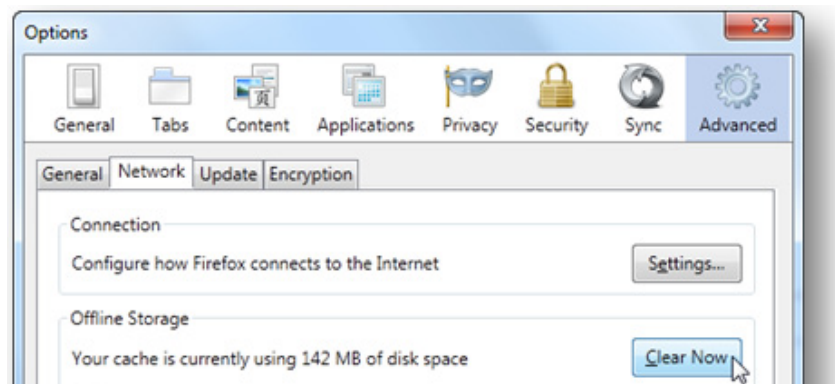 Options
General Tabs Content Applications Privacy Security Sync Advanced
General Network Update Encryption
Connection
Configure how Firefox connects to the Internet Settings...
Offline Storage
Your cache is currently using 142 MB of disk space Clear Now